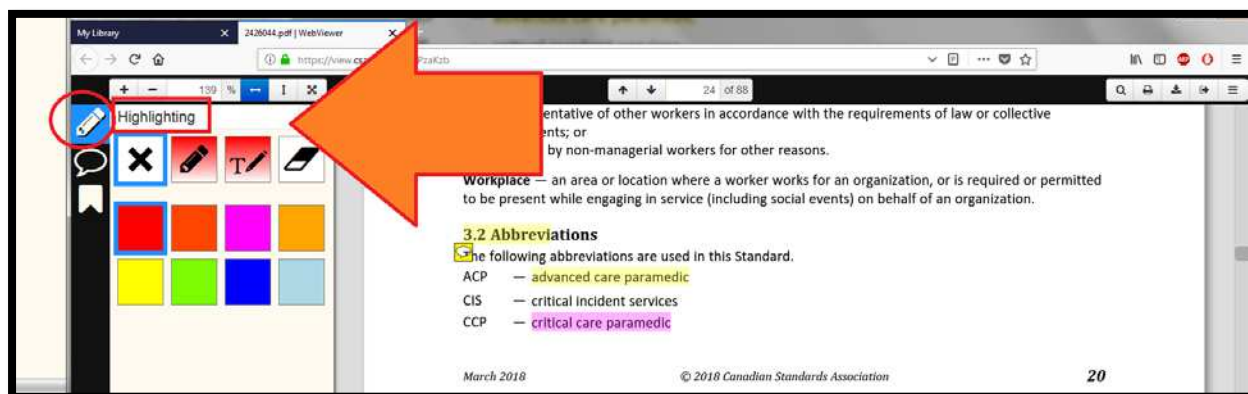 advanced care paramedic
My Library
2426044.pdf | WebViewer
https://view.cs
PzaKzb
139 %
I
24 of 88
Highlighting
T
entative of other workers in accordance with the requirements of law or collective
ents; or
by non-managerial workers for other reasons.
Workplace — an area or location where a worker works for an organization, or is required or permitted
to be present while engaging in service (including social events) on behalf of an organization.
3.2 Abbreviations
he following abbreviations are used in this Standard.
ACP — advanced care paramedic
CIS — critical incident services
CCP — critical care paramedic
March 2018 © 2018 Canadian Standards Association 20